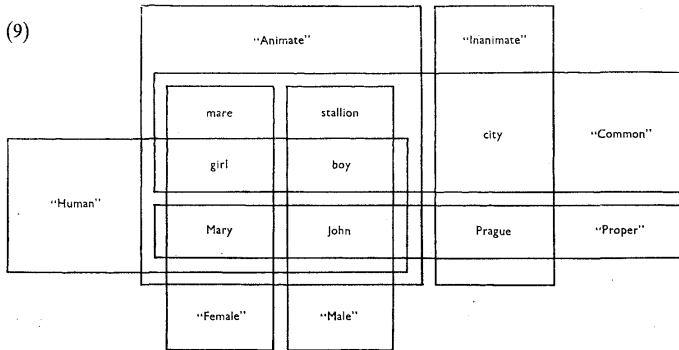 (9)
“Animate” “Inanimate”
mare stallion
city “Common”
girl boy
“Human”
Mary John Prague “Proper”
“Female” “Male”